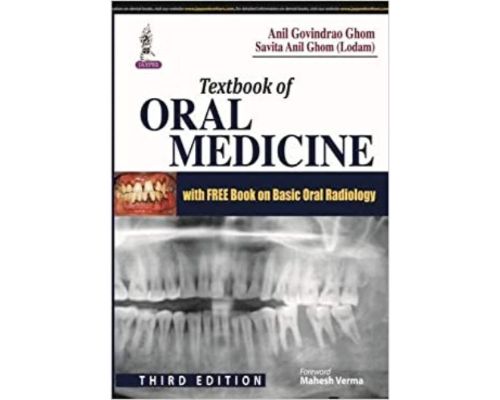 Anil Govindrao Ghom
Savita Anil Ghom (Lodam)
JAYPEE
Textbook of
ORAL
MEDICINE
with FREE Book on Basic Oral Radiology
Foreword
Mahesh Verma
THIRD EDITION